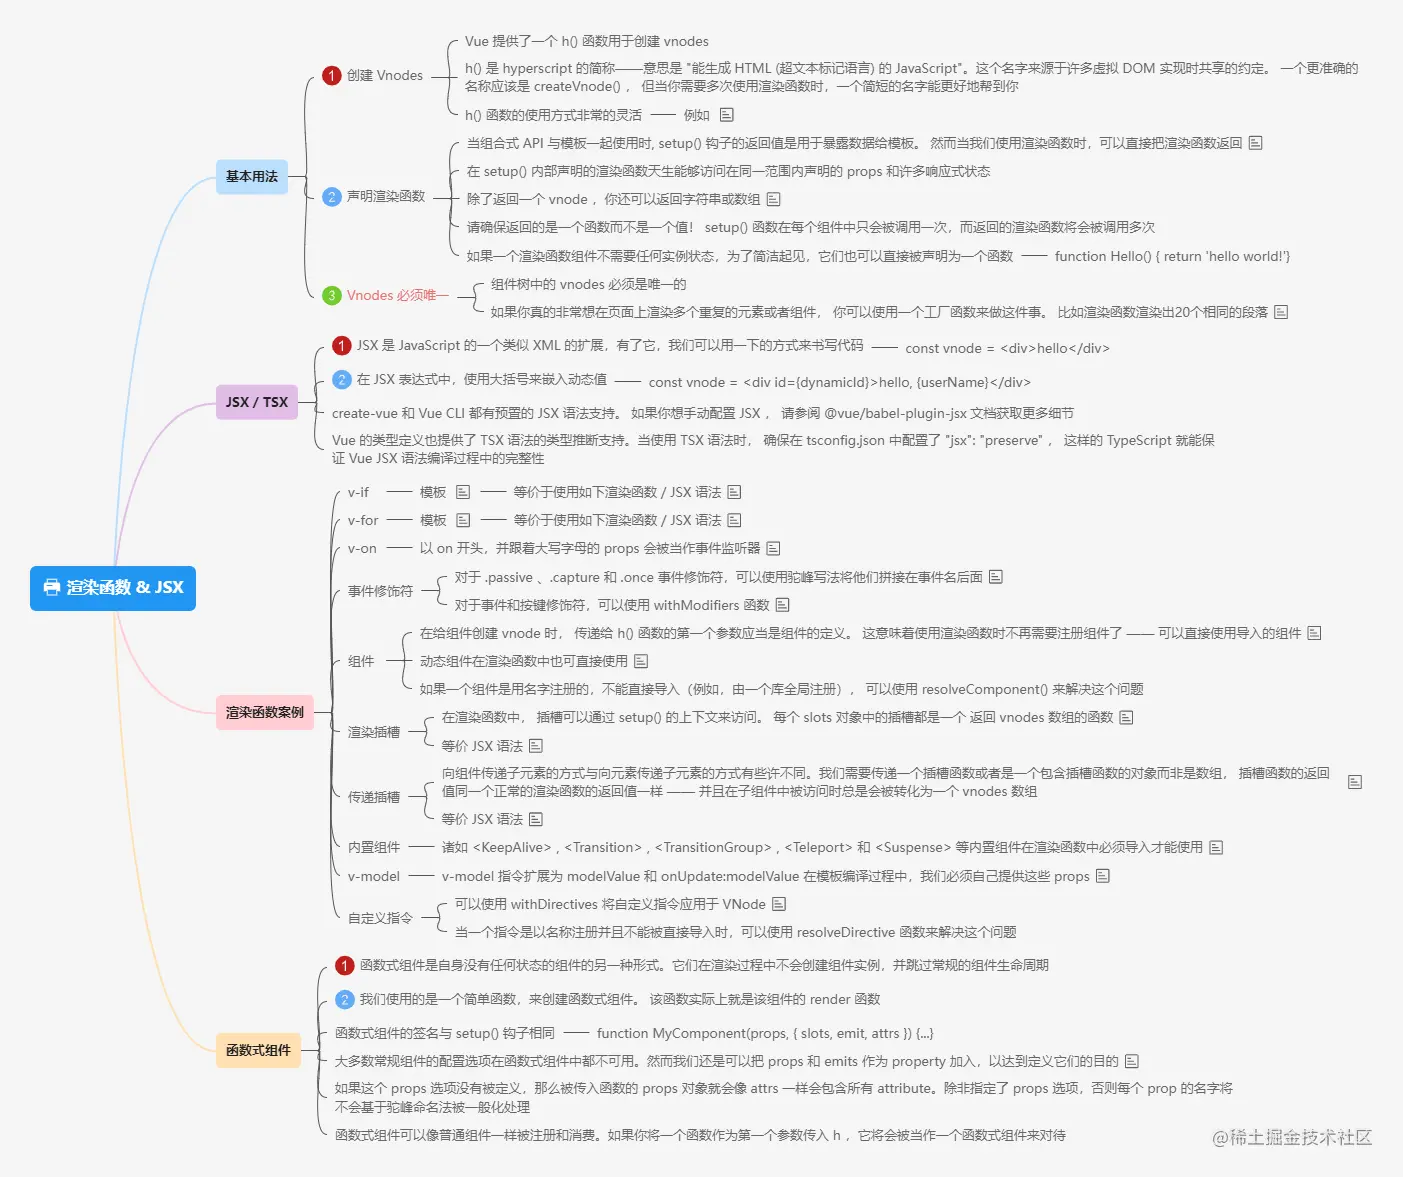 渲染函数 & JSX
基本用法
1 创建 Vnodes
Vue 提供了一个 h() 函数用于创建 vnodes
h() 是 hyperscript 的简称——意思是 "能生成 HTML (超文本标记语言) 的 JavaScript"。这个名字来源于许多虚拟 DOM 实现时共享的约定。 一个更准确的
名称应该是 createVnode() ， 但当你需要多次使用渲染函数时，一个简短的名字能更好地帮到你
h() 函数的使用方式非常的灵活 例如
2 声明渲染函数
当组合式 API 与模板一起使用时, setup() 钩子的返回值是用于暴露数据给模板。 然而当我们使用渲染函数时，可以直接把渲染函数返回
在 setup() 内部声明的渲染函数天生能够访问在同一范围内声明的 props 和许多响应式状态
除了返回一个 vnode ，你还可以返回字符串或数组
请确保返回的是一个函数而不是一个值！ setup() 函数在每个组件中只会被调用一次，而返回的渲染函数将会被调用多次
如果一个渲染函数组件不需要任何实例状态，为了简洁起见，它们也可以直接被声明为一个函数 function Hello() { return 'hello world!'}
3 Vnodes 必须唯一
组件树中的 vnodes 必须是唯一的
如果你真的非常想在页面上渲染多个重复的元素或者组件， 你可以使用一个工厂函数来做这件事。 比如渲染函数渲染出20个相同的段落
JSX / TSX
1 JSX 是 JavaScript 的一个类似 XML 的扩展，有了它，我们可以用一下的方式来书写代码 const vnode = <div>hello</div>
2 在 JSX 表达式中，使用大括号来嵌入动态值 const vnode = <div id={dynamicId}>hello, {userName}</div>
create-vue 和 Vue CLI 都有预置的 JSX 语法支持。 如果你想手动配置 JSX ， 请参阅 @vue/babel-plugin-jsx 文档获取更多细节
Vue 的类型定义也提供了 TSX 语法的类型推断支持。当使用 TSX 语法时， 确保在 tsconfig.json 中配置了 "jsx": "preserve" ， 这样的 TypeScript 就能保
证 Vue JSX 语法编译过程中的完整性
渲染函数案例
v-if 模板 等价于使用如下渲染函数 / JSX 语法
v-for 模板 等价于使用如下渲染函数 / JSX 语法
v-on 以 on 开头，并跟着大写字母的 props 会被当作事件监听器
事件修饰符
对于 .passive 、.capture 和 .once 事件修饰符，可以使用驼峰写法将他们拼接在事件名后面
对于事件和按键修饰符，可以使用 withModifiers 函数
组件
在给组件创建 vnode 时， 传递给 h() 函数的第一个参数应当是组件的定义。 这意味着使用渲染函数时不再需要注册组件了 —— 可以直接使用导入的组件
动态组件在渲染函数中也可直接使用
如果一个组件是用名字注册的，不能直接导入（例如，由一个库全局注册）， 可以使用 resolveComponent() 来解决这个问题
渲染插槽
在渲染函数中， 插槽可以通过 setup() 的上下文来访问。 每个 slots 对象中的插槽都是一个 返回 vnodes 数组的函数
等价 JSX 语法
传递插槽
向组件传递子元素的方式与向元素传递子元素的方式有些许不同。我们需要传递一个插槽函数或者是一个包含插槽函数的对象而非是数组， 插槽函数的返回
值同一个正常的渲染函数的返回值一样 —— 并且在子组件中被访问时总是会被转化为一个 vnodes 数组
等价 JSX 语法
内置组件 诸如 <KeepAlive> , <Transition> , <TransitionGroup> , <Teleport> 和 <Suspense> 等内置组件在渲染函数中必须导入才能使用
v-model v-model 指令扩展为 modelValue 和 onUpdate:modelValue 在模板编译过程中，我们必须自己提供这些 props
自定义指令
可以使用 withDirectives 将自定义指令应用于 VNode
当一个指令是以名称注册并且不能被直接导入时，可以使用 resolveDirective 函数来解决这个问题
函数式组件
1 函数式组件是自身没有任何状态的组件的另一种形式。它们在渲染过程中不会创建组件实例，并跳过常规的组件生命周期
2 我们使用的是一个简单函数，来创建函数式组件。 该函数实际上就是该组件的 render 函数
函数式组件的签名与 setup() 钩子相同 function MyComponent(props, { slots, emit, attrs }) {...}
大多数常规组件的配置选项在函数式组件中都不可用。然而我们还是可以把 props 和 emits 作为 property 加入，以达到定义它们的目的
如果这个 props 选项没有被定义，那么被传入函数的 props 对象就会像 attrs 一样会包含所有 attribute。除非指定了 props 选项，否则每个 prop 的名字将
不会基于驼峰命名法被一般化处理
函数式组件可以像普通组件一样被注册和消费。如果你将一个函数作为第一个参数传入 h ，它将会被当作一个函数式组件来对待
@稀土掘金技术社区